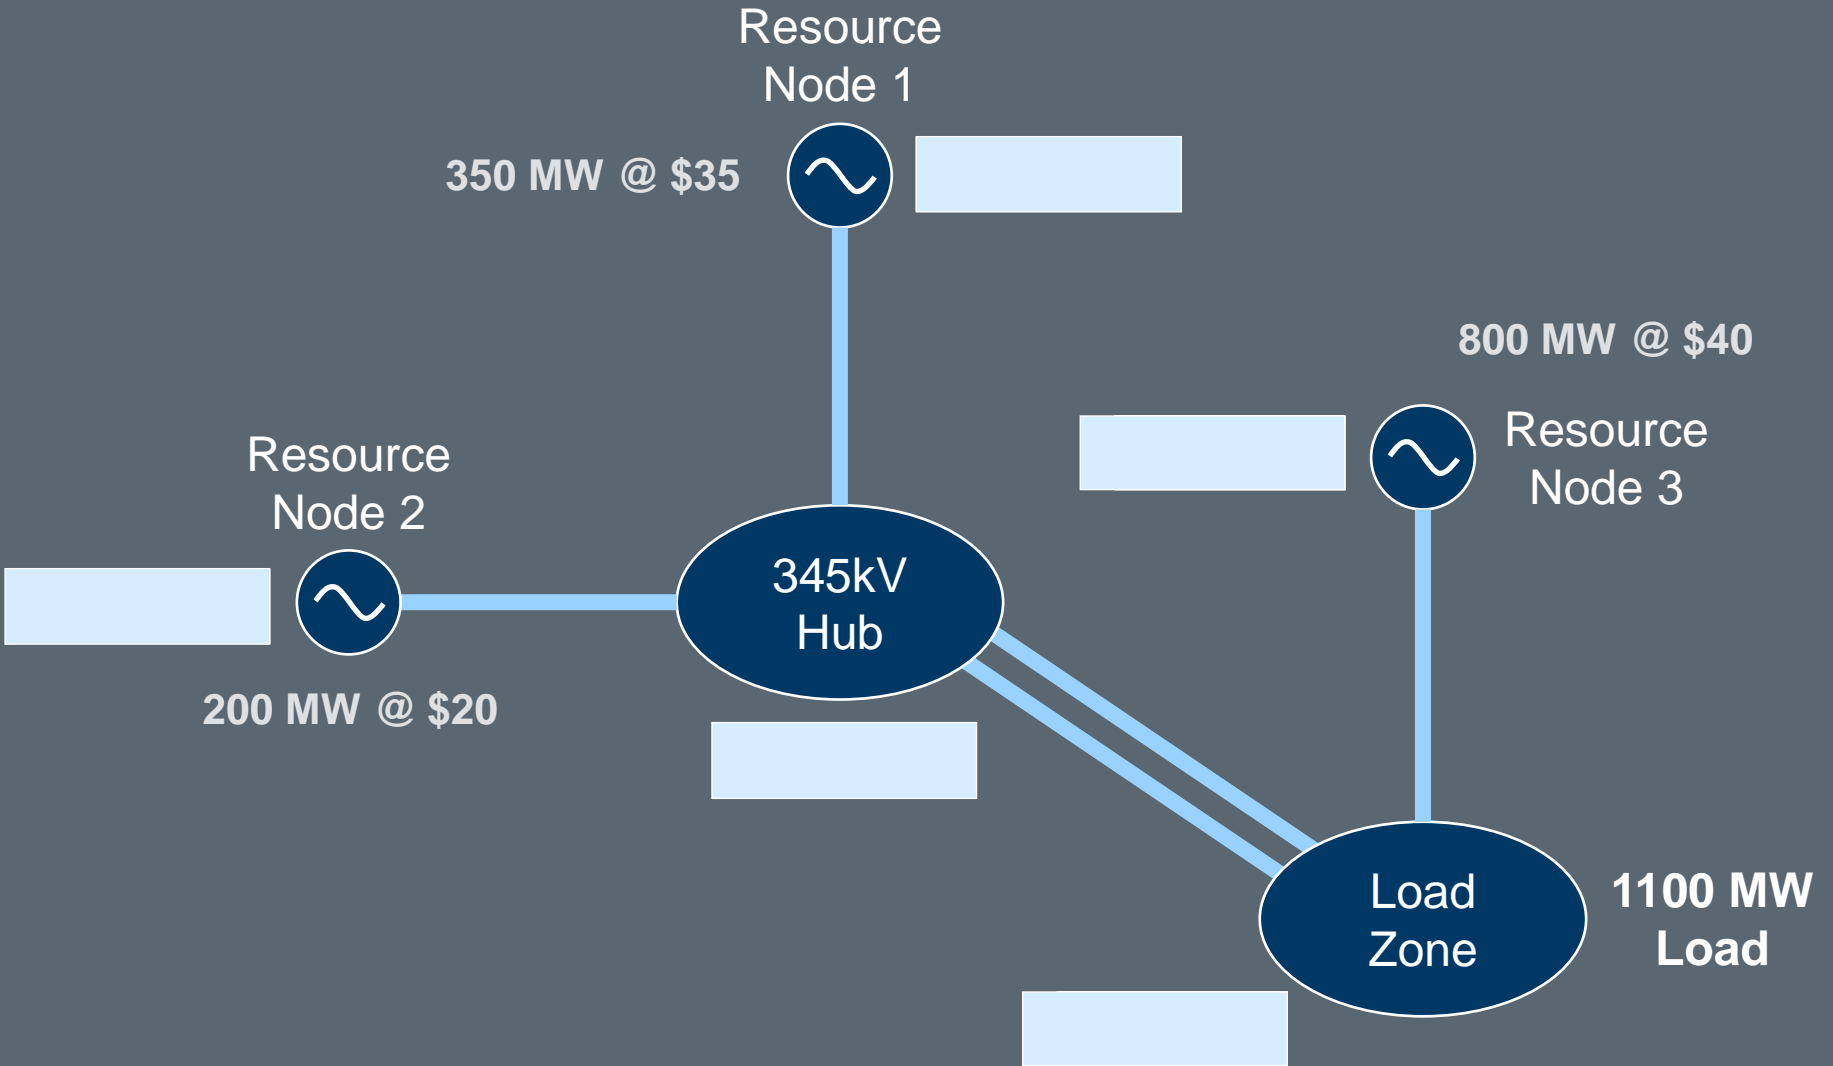 Resource
Node 1
350 MW @ $35
800 MW @ $40
Resource
Node 3
Resource
Node 2
200 MW @ $20
345kV
Hub
Load
Zone
1100 MW
Load